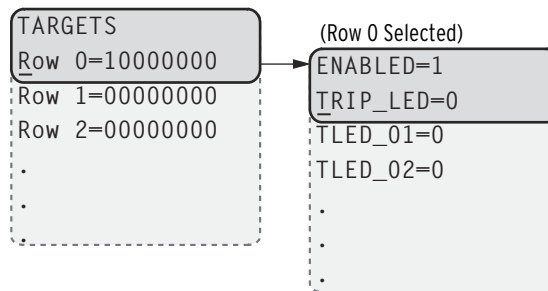 TARGETS
Row 0=10000000
Row 1=00000000
Row 2=00000000
.
.
.
(Row 0 Selected)
ENABLED=1
TRIP_LED=0
TLED_01=0
TLED_02=0
.
.
.